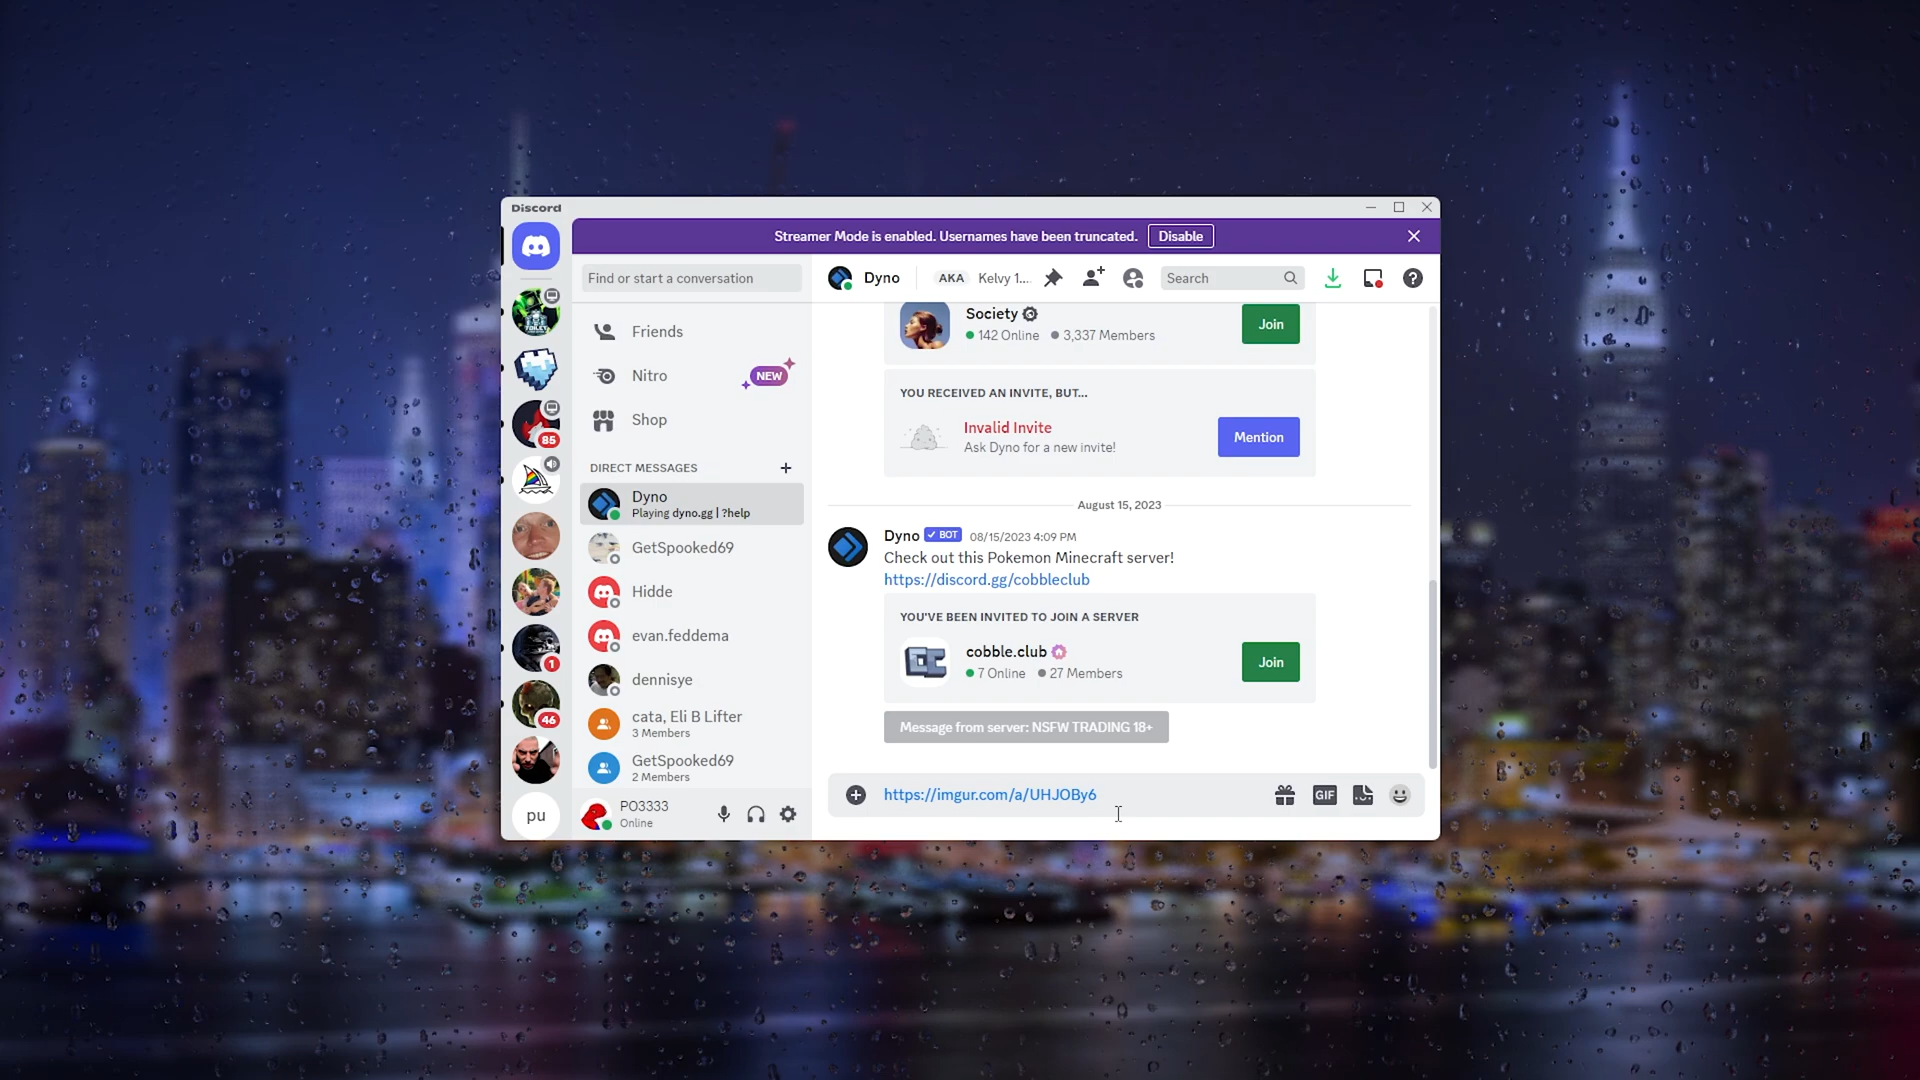 Discord
Streamer Mode is enabled. Usernames have been truncated.
Disable
Find or start a conversation
Dyno
AKA
Kelvy 1...
Search
Friends
Nitro
NEW
Shop
DIRECT MESSAGES
Dyno
Playing dyno.gg | ?help
GetSpooked69
Hidde
evan.feddema
dennisye
cata, Eli B Lifter
3 Members
GetSpooked69
2 Members
85
1
46
pu
PO3333
Online
Society
142 Online
3,337 Members
Join
YOU RECEIVED AN INVITE, BUT...
Invalid Invite
Ask Dyno for a new invite!
Mention
August 15, 2023
Dyno
BOT
08/15/2023 4:09 PM
Check out this Pokemon Minecraft server!
https://discord.gg/cobbleclub
YOU'VE BEEN INVITED TO JOIN A SERVER
cobble.club
7 Online
27 Members
Join
Message from server: NSFW TRADING 18+
https://imgur.com/a/UHJOBy6
GIF